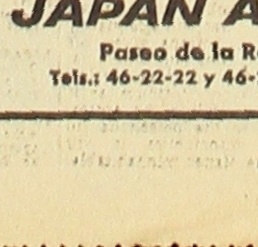 JAPAN A
Paseo de la R
Tels.: 46-22-22 y 46-